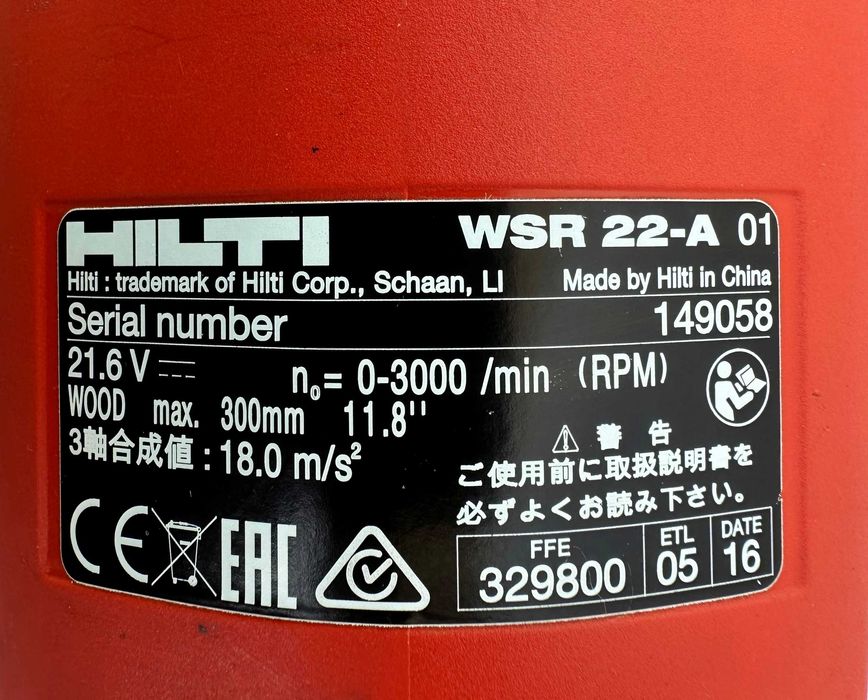 HILTI WSR 22-A 01
Hilti : trademark of Hilti Corp., Schaan, LI Made by Hilti in China
Serial number 149058
21.6 V n₀= 0-3000 /min (RPM)
WOOD max. 300mm 11.8''
3軸合成値 : 18.0 m/s²
⚠ 警告
ご使用前に取扱説明書を
必ずよくお読み下さい。
CE EAC
FFE ETL DATE
329800 05 16